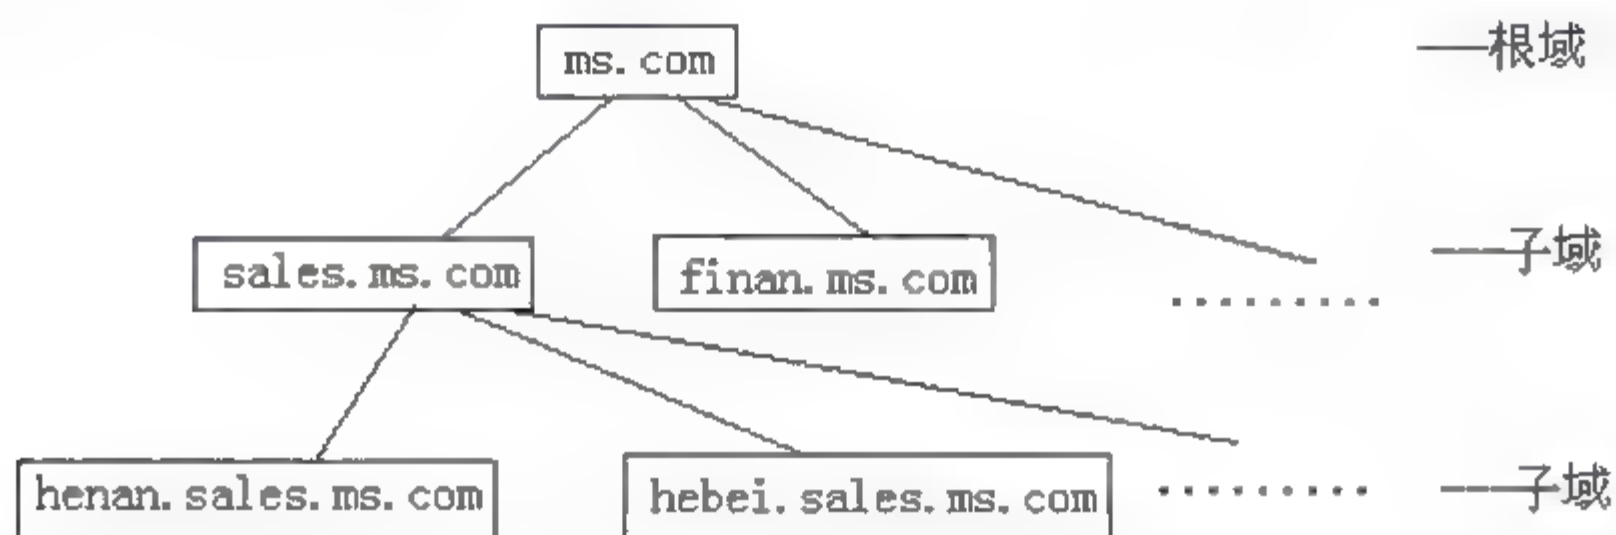 ms.com ——根域
sales.ms.com finan.ms.com ........... ——子域
henan.sales.ms.com hebei.sales.ms.com ........... ——子域